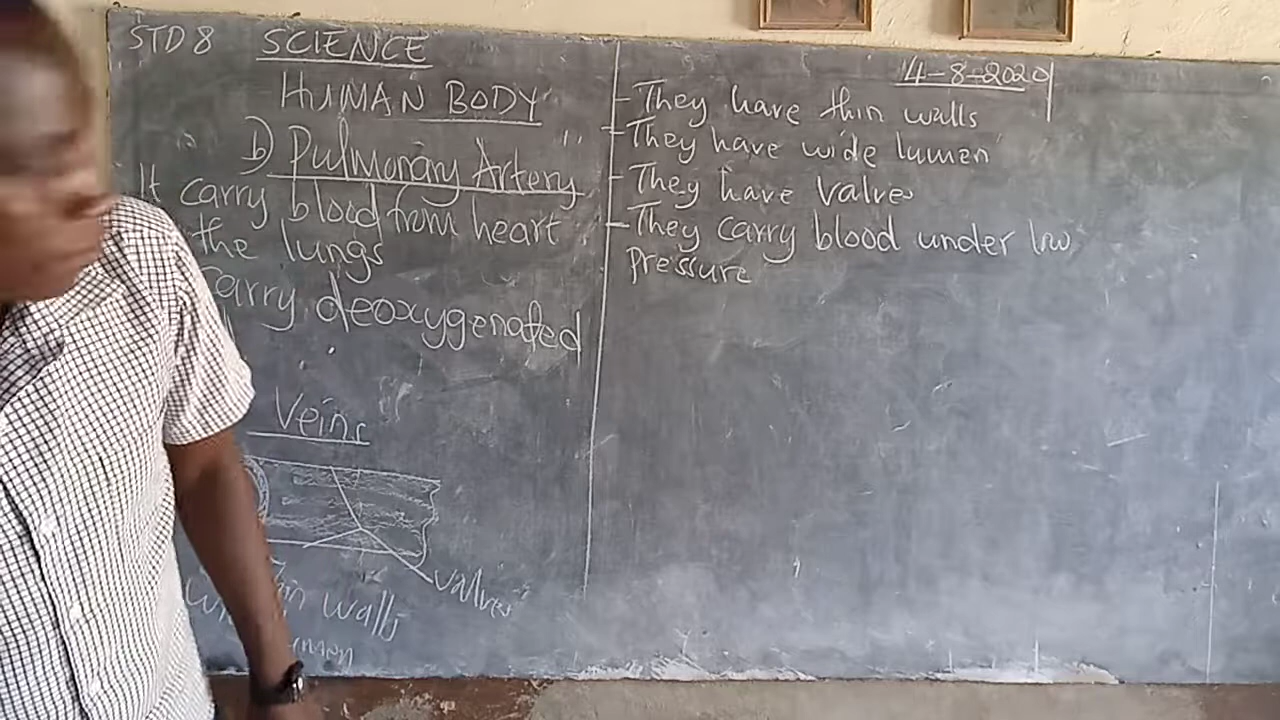 STD 8 SCIENCE
HUMAN BODY
b) Pulmonary Artery
It carry blood from heart
the lungs
carry deoxygenated
Veins
valves
walls
4-8-2020
- They have thin walls
- They have wide lumen
- They have valves
- They carry blood under low
pressure